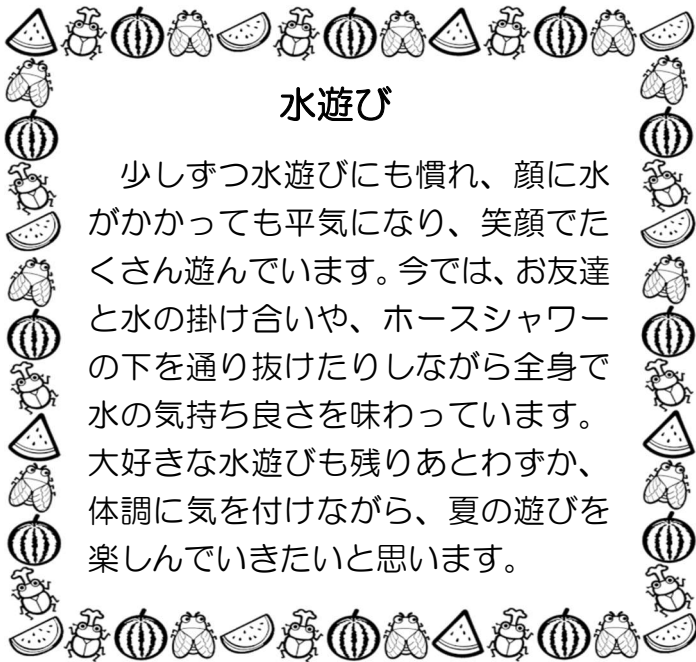 水遊び
　少しずつ水遊びにも慣れ、顔に水
がかかっても平気になり、笑顔でた
くさん遊んでいます。今では、お友達
と水の掛け合いや、ホースシャワー
の下を通り抜けたりしながら全身で
水の気持ち良さを味わっています。
大好きな水遊びも残りあとわずか、
体調に気を付けながら、夏の遊びを
楽しんでいきたいと思います。